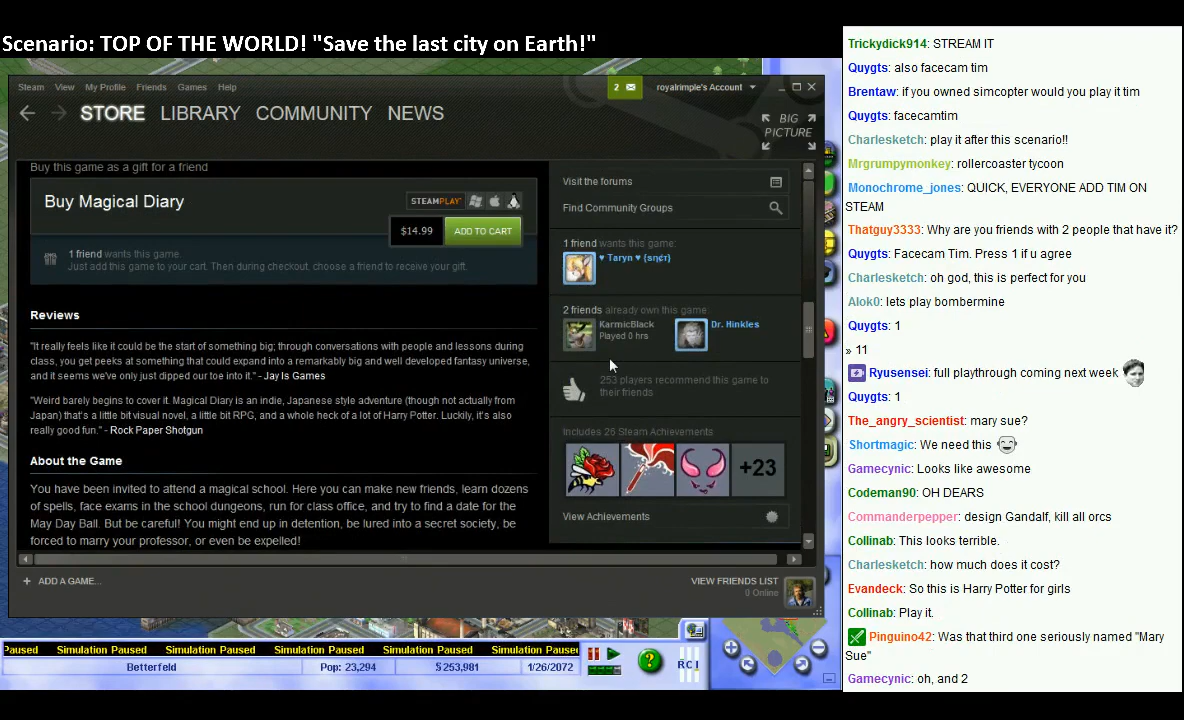 Scenario: TOP OF THE WORLD! "Save the last city on Earth!"
Steam View My Profile Friends Games Help
2
royalrimple's Account
STORE LIBRARY COMMUNITY NEWS
BIG
PICTURE
Buy this game as a gift for a friend
Buy Magical Diary
STEAMPLAY
$14.99 ADD TO CART
1 friend wants this game.
Just add this game to your cart. Then during checkout, choose a friend to receive your gift.
Reviews
"It really feels like it could be the start of something big; through conversations with people and lessons during
class, you get peeks at something that could expand into a remarkably big and well developed fantasy universe,
and it seems we've only just dipped our toe into it." - Jay Is Games
"Weird barely begins to cover it. Magical Diary is an indie, Japanese style adventure (though not actually from
Japan) that's a little bit visual novel, a little bit RPG, and a whole heck of a lot of Harry Potter. Luckily, it's also
really good fun." - Rock Paper Shotgun
About the Game
You have been invited to attend a magical school. Here you can make new friends, learn dozens
of spells, face exams in the school dungeons, run for class office, and try to find a date for the
May Day Ball. But be careful! You might end up in detention, be lured into a secret society, be
forced to marry your professor, or even be expelled!
Visit the forums
Find Community Groups
1 friend wants this game:
♥ Taryn ♥
2 friends already own this game:
KarmicBlack
Played 0 hrs
Dr. Hinkles
253 players recommend this game to
their friends
Includes 26 Steam Achievements
+23
View Achievements
+ ADD A GAME...
VIEW FRIENDS LIST
0 Online
Paused Simulation Paused Simulation Paused Simulation Paused Simulation Paused Simulation Paused
Betterfeld Pop: 23,294 $253,981 1/26/2072
R C I
Trickydick914: STREAM IT
Quygts: also facecam tim
Brentaw: if you owned simcopter would you play it tim
Quygts: facecamtim
Charlesketch: play it after this scenario!!
Mrgrumpymonkey: rollercoaster tycoon
Monochrome_jones: QUICK, EVERYONE ADD TIM ON
STEAM
Thatguy3333: Why are you friends with 2 people that have it?
Quygts: Facecam Tim. Press 1 if u agree
Charlesketch: oh god, this is perfect for you
Alok0: lets play bombermine
Quygts: 1
» 11
Ryusensei: full playthrough coming next week
Quygts: 1
The_angry_scientist: mary sue?
Shortmagic: We need this
Gamecynic: Looks like awesome
Codeman90: OH DEARS
Commanderpepper: design Gandalf, kill all orcs
Collinab: This looks terrible.
Charlesketch: how much does it cost?
Evandeck: So this is Harry Potter for girls
Collinab: Play it.
Pinguino42: Was that third one seriously named "Mary
Sue"
Gamecynic: oh, and 2